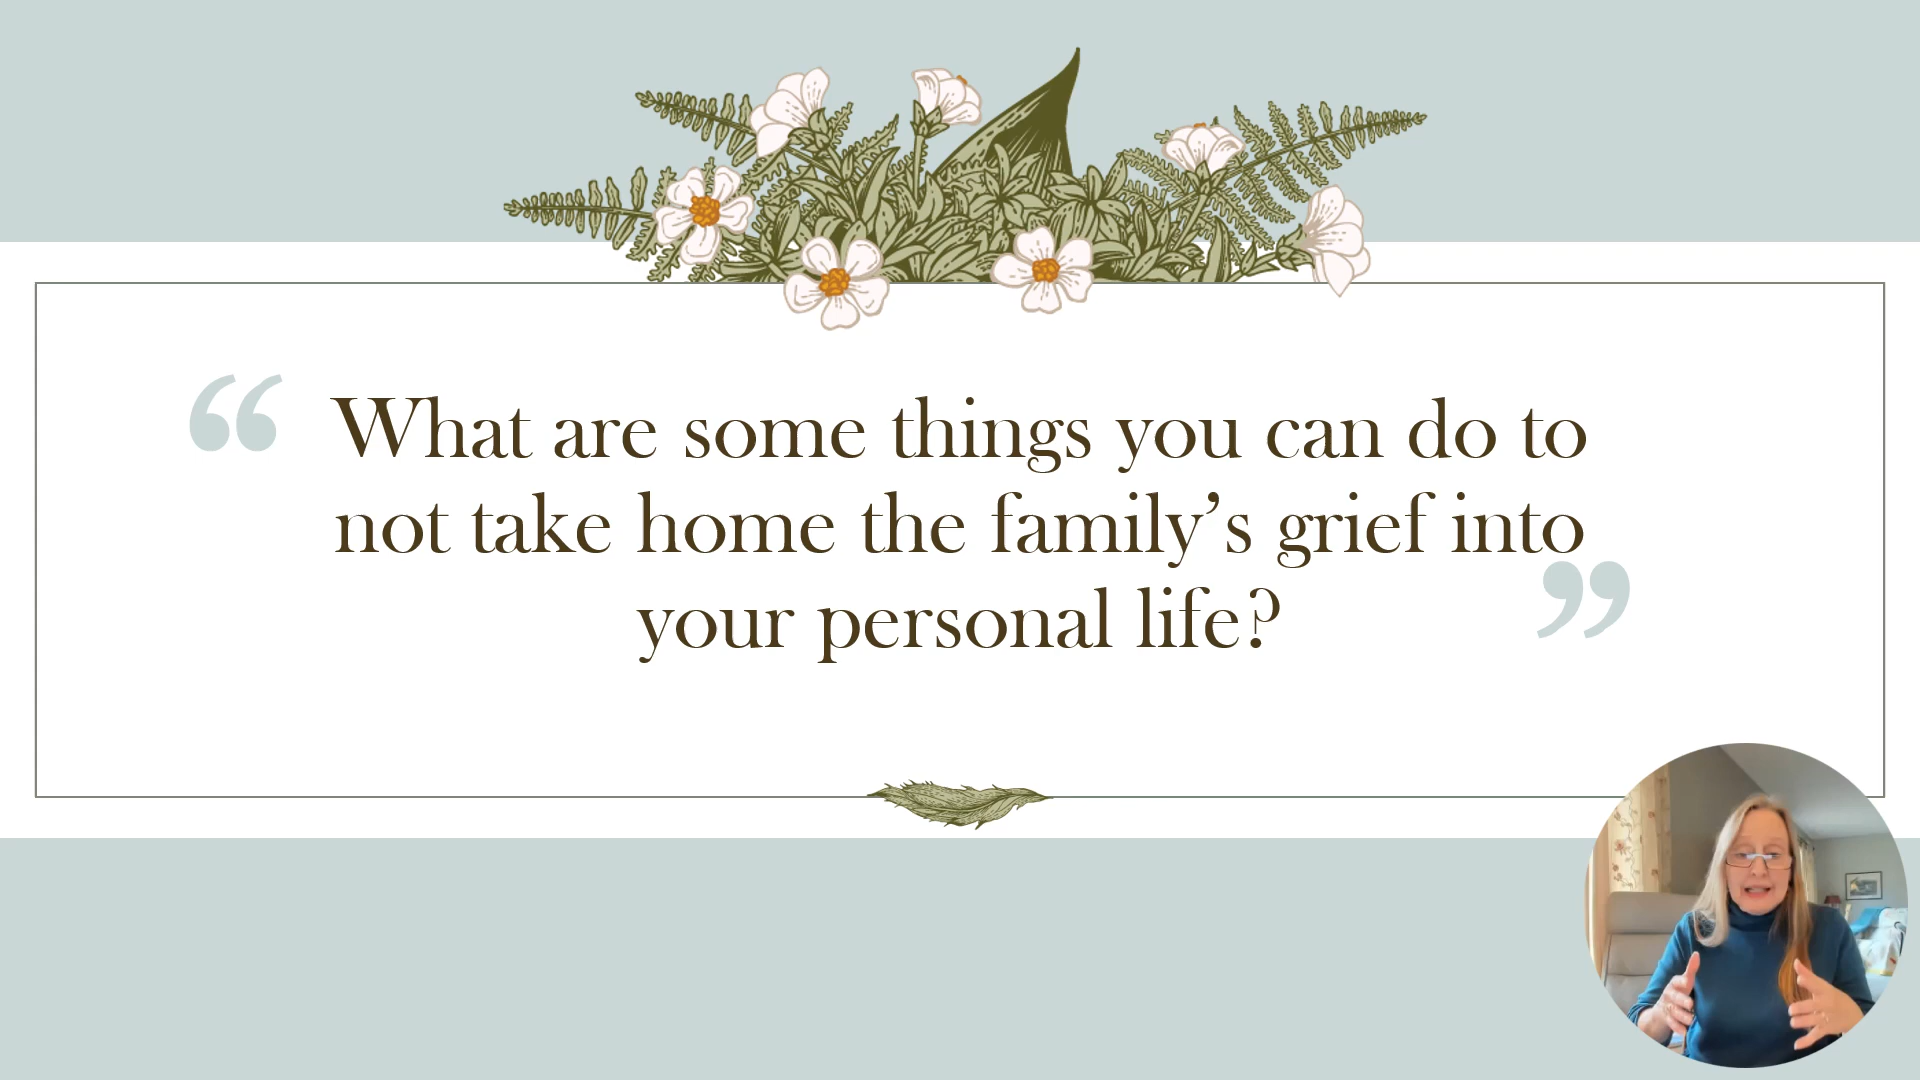 “What are some things you can do to
not take home the family’s grief into
your personal life?”